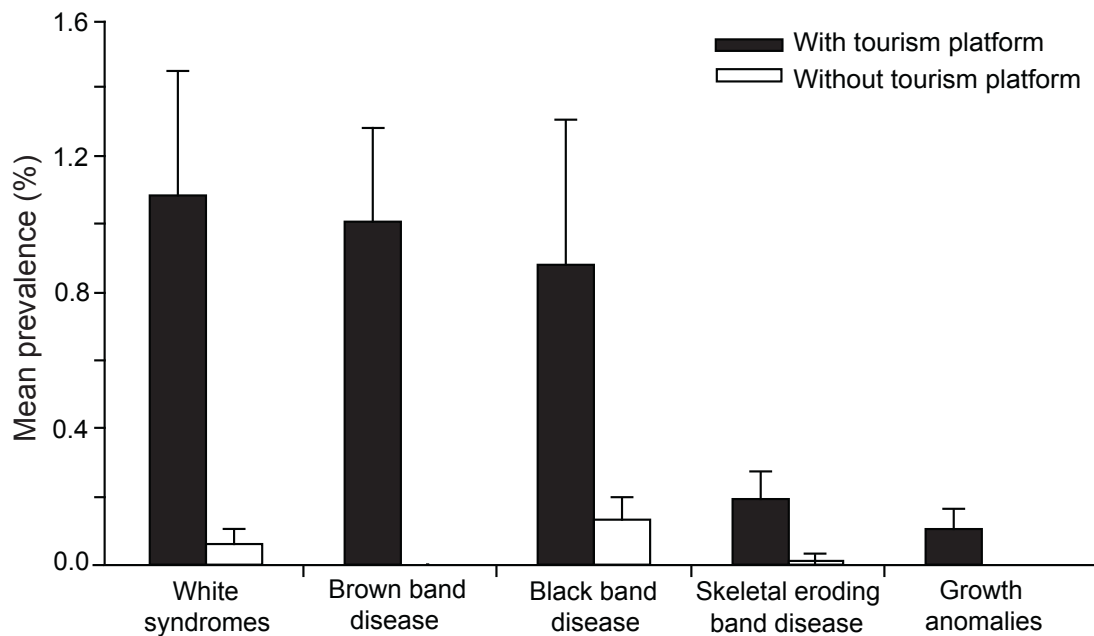 1.6
1.2
0.8
0.4
0.0
Mean prevalence (%)
With tourism platform
Without tourism platform
White
syndromes
Brown band
disease
Black band
disease
Skeletal eroding
band disease
Growth
anomalies